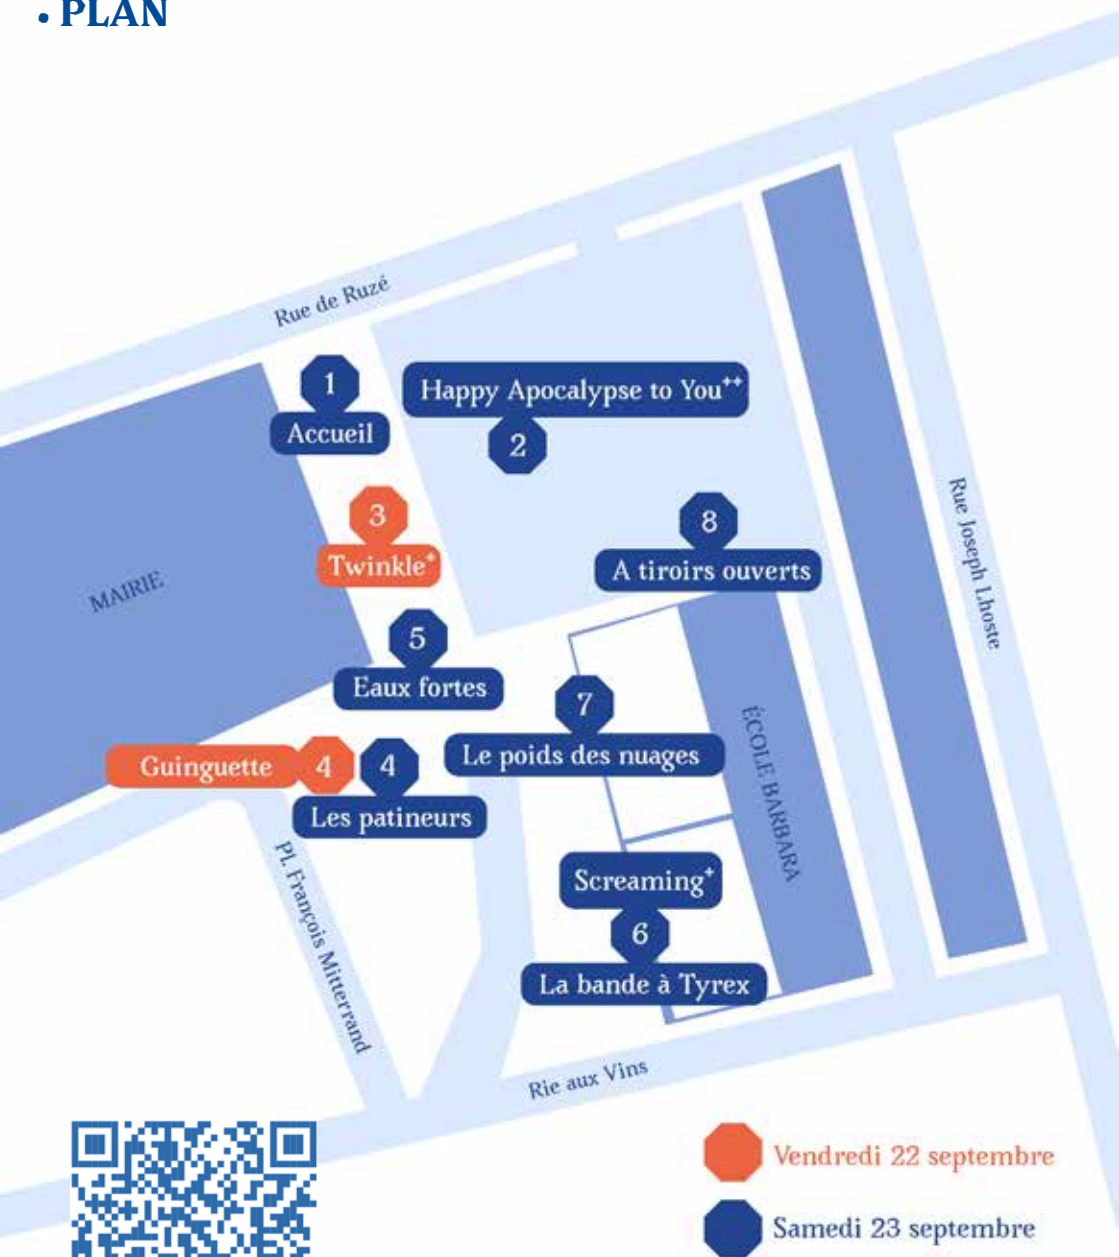 • PLAN
Rue de Ruzé
1
Accueil
Happy Apocalypse to You++
2
3
Twinkle+
8
A tiroirs ouverts
Rue Joseph Lhoste
MAIRIE
5
Eaux fortes
7
Le poids des nuages
ÉCOLE BARBARA
Guinguette 4
4
Les patineurs
Pl. François Mitterrand
Screaming+
6
La bande à Tyrex
Rie aux Vins
Vendredi 22 septembre
Samedi 23 septembre